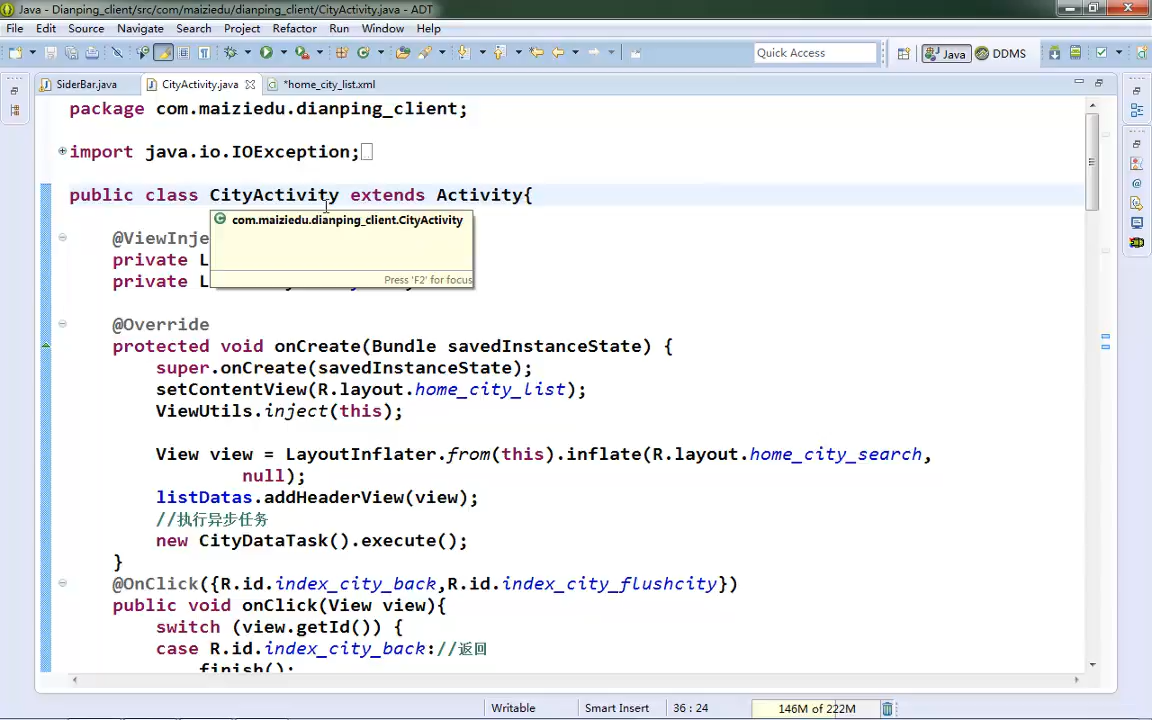 Java - Dianping_client/src/com/maiziedu/dianping_client/CityActivity.java - ADT
File Edit Source Navigate Search Project Refactor Run Window Help
Quick Access
Java
DDMS
SiderBar.java
CityActivity.java
*home_city_list.xml
package com.maiziedu.dianping_client;
import java.io.IOException;
public class CityActivity extends Activity{
com.maiziedu.dianping_client.CityActivity
@ViewInje
private L
Press 'F2' for focus
private L
@Override
protected void onCreate(Bundle savedInstanceState) {
super.onCreate(savedInstanceState);
setContentView(R.layout.home_city_list);
ViewUtils.inject(this);
View view = LayoutInflater.from(this).inflate(R.layout.home_city_search,
null);
listDatas.addHeaderView(view);
//执行异步任务
new CityDataTask().execute();
}
@OnClick({R.id.index_city_back,R.id.index_city_flushcity})
public void onClick(View view){
switch (view.getId()) {
case R.id.index_city_back://返回
finish();
Writable
Smart Insert
36 : 24
146M of 222M